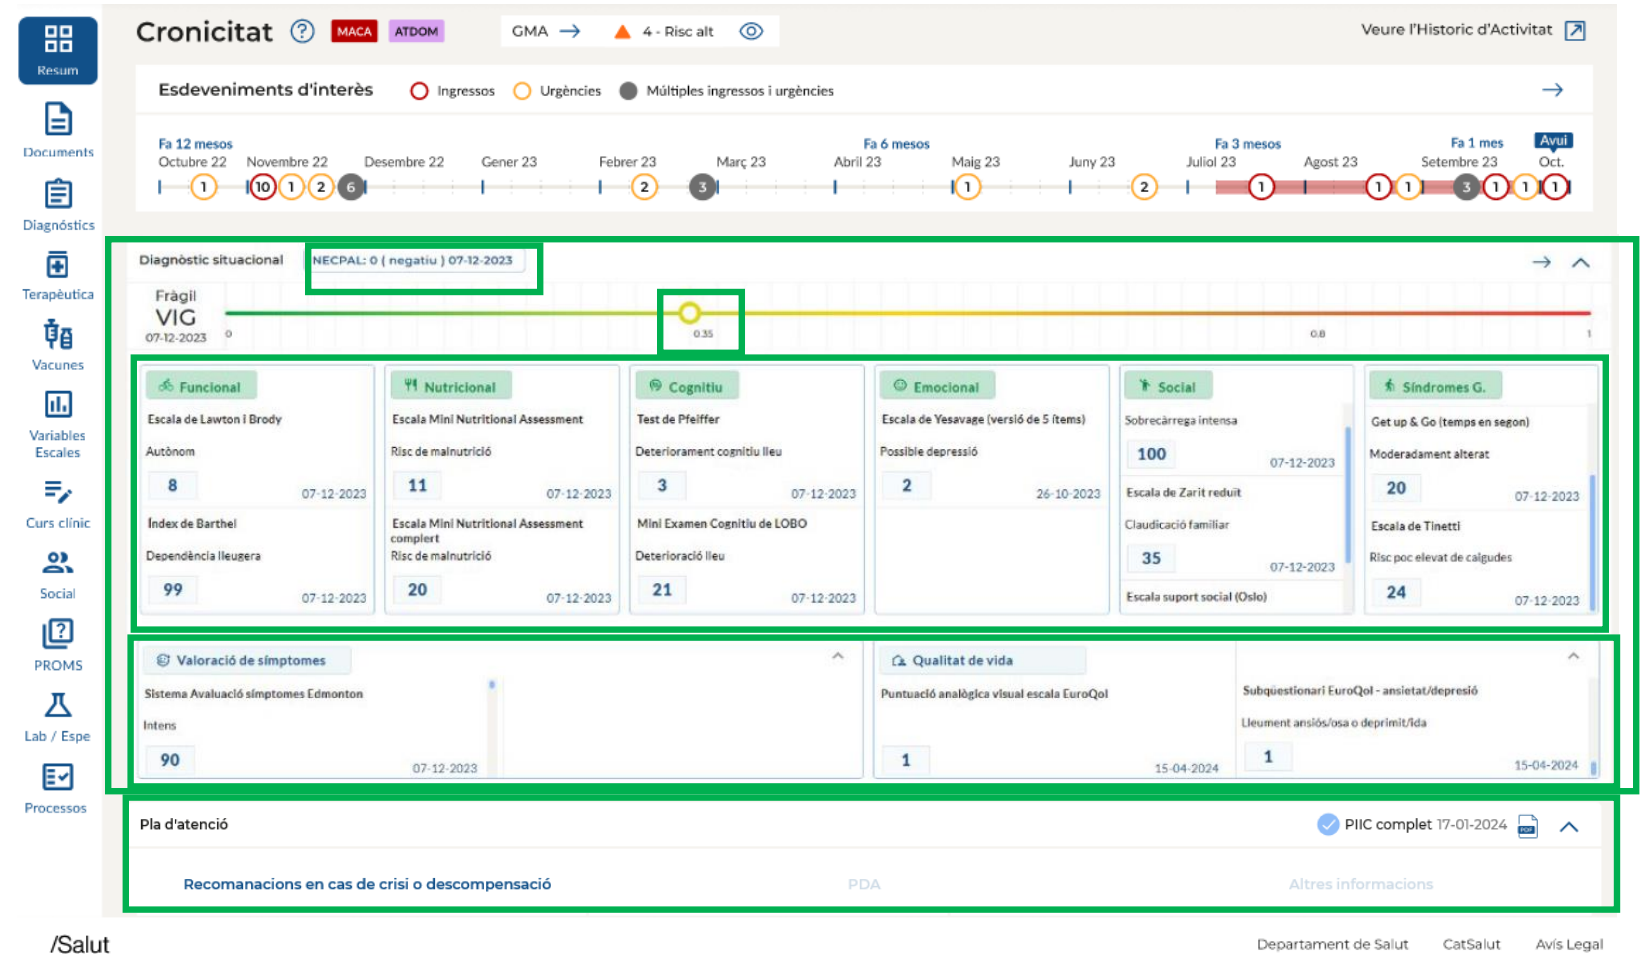 Resum
Documents
Diagnóstics
Terapèutica
Vacunes
Variables
Escales
Curs clínic
Social
PROMS
Lab / Espe
Processos
Cronicitat ? MACA ATDOM GMA 4 - Risc alt Veure l'Historic d'Activitat
Esdeveniments d'interès Ingressos Urgències Múltiples ingressos i urgències
Fa 12 mesos Fa 6 mesos Fa 3 mesos Fa 1 mes Avui
Octubre 22 Novembre 22 Desembre 22 Gener 23 Febrer 23 Març 23 Abril 23 Maig 23 Juny 23 Juliol 23 Agost 23 Setembre 23 Oct.
1 10 1 2 6 2 3 1 2 1 1 1 3 1 1 1
Diagnòstic situacional NECPAL: 0 ( negatiu ) 07-12-2023
Fràgil
VIG
07-12-2023 0 0.35 0.8 1
Funcional
Escala de Lawton i Brody
Autònom
8 07-12-2023
Índex de Barthel
Dependència lleugera
99 07-12-2023
Nutricional
Escala Mini Nutritional Assessment
Risc de malnutrició
11 07-12-2023
Escala Mini Nutritional Assessment
complert
Risc de malnutrició
20 07-12-2023
Cognitiu
Test de Pfeiffer
Deteriorament cognitiu lleu
3 07-12-2023
Mini Examen Cognitiu de LOBO
Deterioració lleu
21 07-12-2023
Emocional
Escala de Yesavage (versió de 5 ítems)
Possible depressió
2 26-10-2023
Social
Sobrecàrrega intensa
100 07-12-2023
Escala de Zarit reduït
Claudicació familiar
35 07-12-2023
Escala suport social (Oslo)
Síndromes G.
Get up & Go (temps en segon)
Moderadament alterat
20 07-12-2023
Escala de Tinetti
Risc poc elevat de caigudes
24 07-12-2023
Valoració de símptomes
Sistema Avaluació símptomes Edmonton
Intens
90 07-12-2023
Qualitat de vida
Puntuació analògica visual escala EuroQol
1 15-04-2024
Subqüestionari EuroQol - ansietat/depresió
Lleument ansiós/osa o deprimit/ida
1 15-04-2024
Pla d'atenció PIIC complet 17-01-2024 PDF
Recomanacions en cas de crisi o descompensació PDA Altres informacions
/Salut Departament de Salut CatSalut Avís Legal